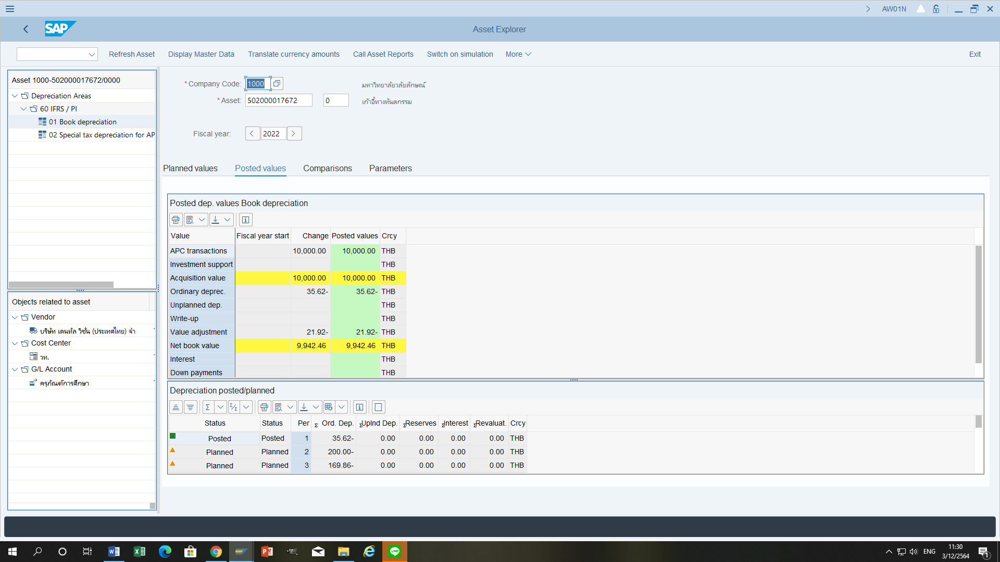 AW01N
SAP
Asset Explorer
Refresh Asset Display Master Data Translate currency amounts Call Asset Reports Switch on simulation More Exit
Asset 1000-502000017672/0000
Depreciation Areas
60 IFRS / PI
01 Book depreciation
02 Special tax depreciation for AP
Objects related to asset
Vendor
บริษัท เดนทัล วิชั่น (ประเทศไทย) จำ
Cost Center
วท.
G/L Account
ครุภัณฑ์การศึกษา
* Company Code: 1000 มหาวิทยาลัยวลัยลักษณ์
* Asset: 502000017672 0 เก้าอี้ทางทันตกรรม
Fiscal year: 2022
Planned values Posted values Comparisons Parameters
Posted dep. values Book depreciation
Value Fiscal year start Change Posted values Crcy
APC transactions 10,000.00 10,000.00 THB
Investment support THB
Acquisition value 10,000.00 10,000.00 THB
Ordinary deprec. 35.62- 35.62- THB
Unplanned dep. THB
Write-up THB
Value adjustment 21.92- 21.92- THB
Net book value 9,942.46 9,942.46 THB
Interest THB
Down payments THB
Depreciation posted/planned
Status Status Per Σ Ord. Dep. ΣUplnd Dep. ΣReserves ΣInterest ΣRevaluat. Crcy
Posted Posted 1 35.62- 0.00 0.00 0.00 0.00 THB
Planned Planned 2 200.00- 0.00 0.00 0.00 0.00 THB
Planned Planned 3 169.86- 0.00 0.00 0.00 0.00 THB
LINE
ENG
11:30
3/12/2564
1